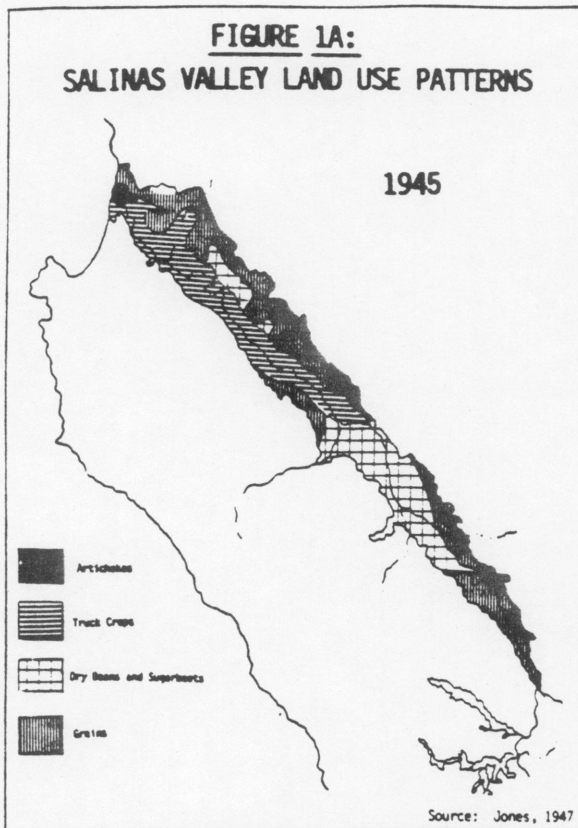 FIGURE 1A:
SALINAS VALLEY LAND USE PATTERNS
1945
Artichokes
Truck Crops
Dry Beans and Sugarbeets
Grains
Source: Jones, 1947